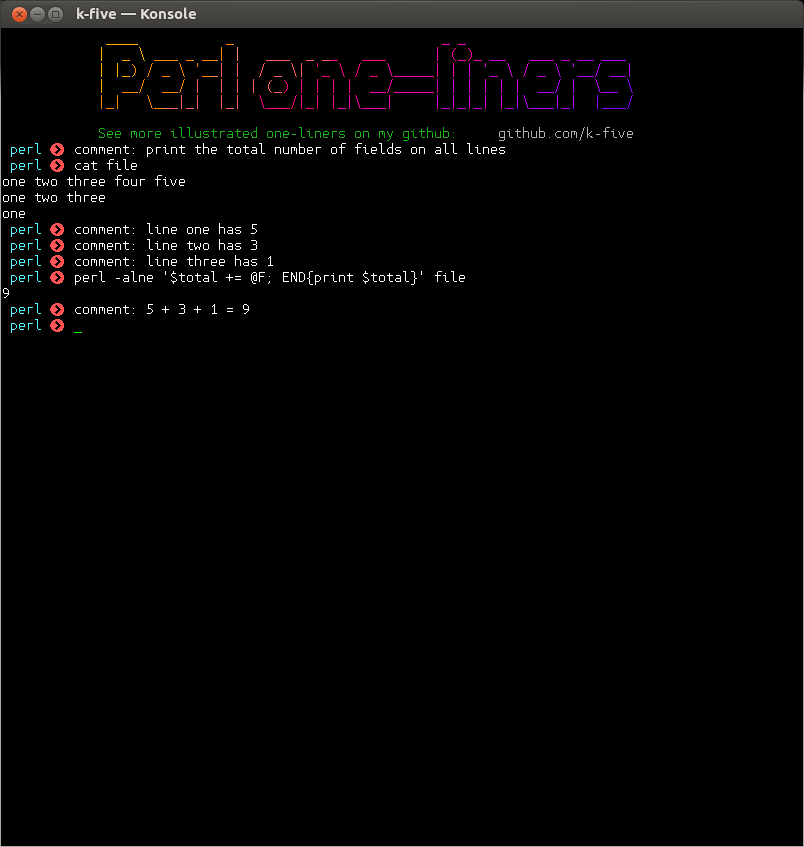 k-five — Konsole
Perl one-liners
See more illustrated one-liners on my github: github.com/k-five
perl comment: print the total number of fields on all lines
perl cat file
one two three four five
one two three
one
perl comment: line one has 5
perl comment: line two has 3
perl comment: line three has 1
perl perl -alne '$total += @F; END{print $total}' file
9
perl comment: 5 + 3 + 1 = 9
perl _